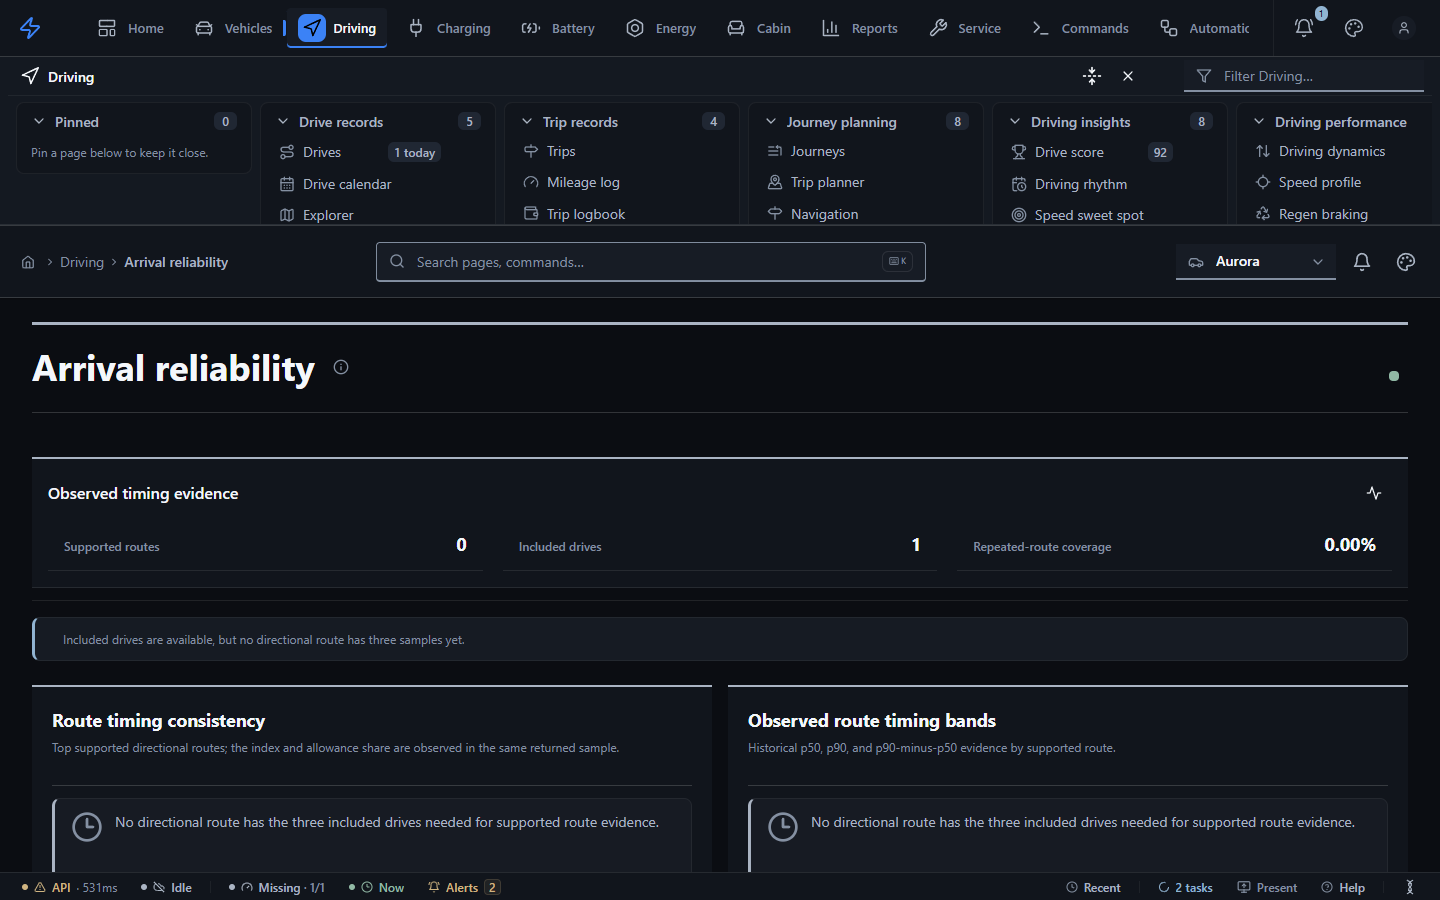 Home
Vehicles
Driving
Charging
Battery
Energy
Cabin
Reports
Service
Commands
Automatic
1
Driving
Filter Driving...
Pinned 0
Pin a page below to keep it close.
Drive records 5
Drives 1 today
Drive calendar
Explorer
Trip records 4
Trips
Mileage log
Trip logbook
Journey planning 8
Journeys
Trip planner
Navigation
Driving insights 8
Drive score 92
Driving rhythm
Speed sweet spot
Driving performance
Driving dynamics
Speed profile
Regen braking
Driving
Arrival reliability
Search pages, commands...
K
Aurora
Arrival reliability
Observed timing evidence
Supported routes 0
Included drives 1
Repeated-route coverage 0.00%
Included drives are available, but no directional route has three samples yet.
Route timing consistency
Top supported directional routes; the index and allowance share are observed in the same returned sample.
No directional route has the three included drives needed for supported route evidence.
Observed route timing bands
Historical p50, p90, and p90-minus-p50 evidence by supported route.
No directional route has the three included drives needed for supported route evidence.
API · 531ms
Idle
Missing · 1/1
Now
Alerts 2
Recent
2 tasks
Present
Help